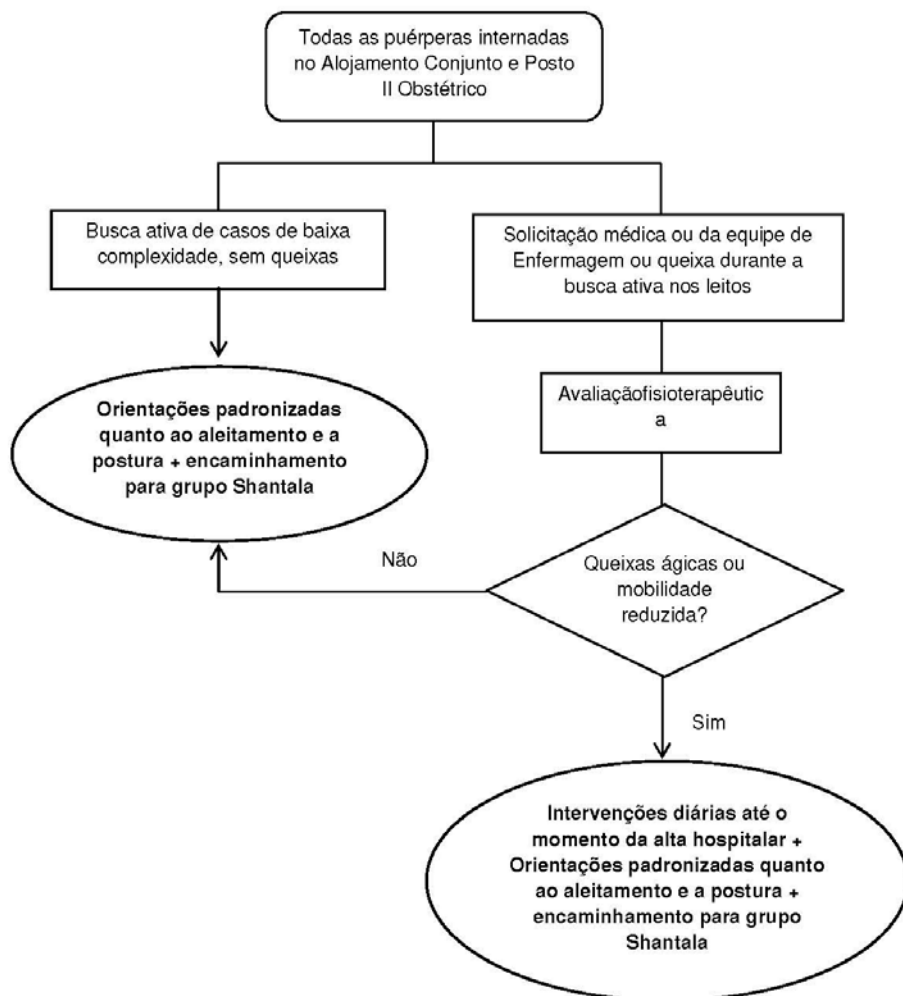 Todas as puérperas internadas
no Alojamento Conjunto e Posto
II Obstétrico
Busca ativa de casos de baixa
complexidade, sem queixas
Solicitação médica ou da equipe de
Enfermagem ou queixa durante a
busca ativa nos leitos
Orientações padronizadas
quanto ao aleitamento e a
postura + encaminhamento
para grupo Shantala
Avaliaçãofisioterapêutic
a
Não
Queixas ágicas ou
mobilidade
reduzida?
Sim
Intervenções diárias até o
momento da alta hospitalar +
Orientações padronizadas quanto
ao aleitamento e a postura +
encaminhamento para grupo
Shantala